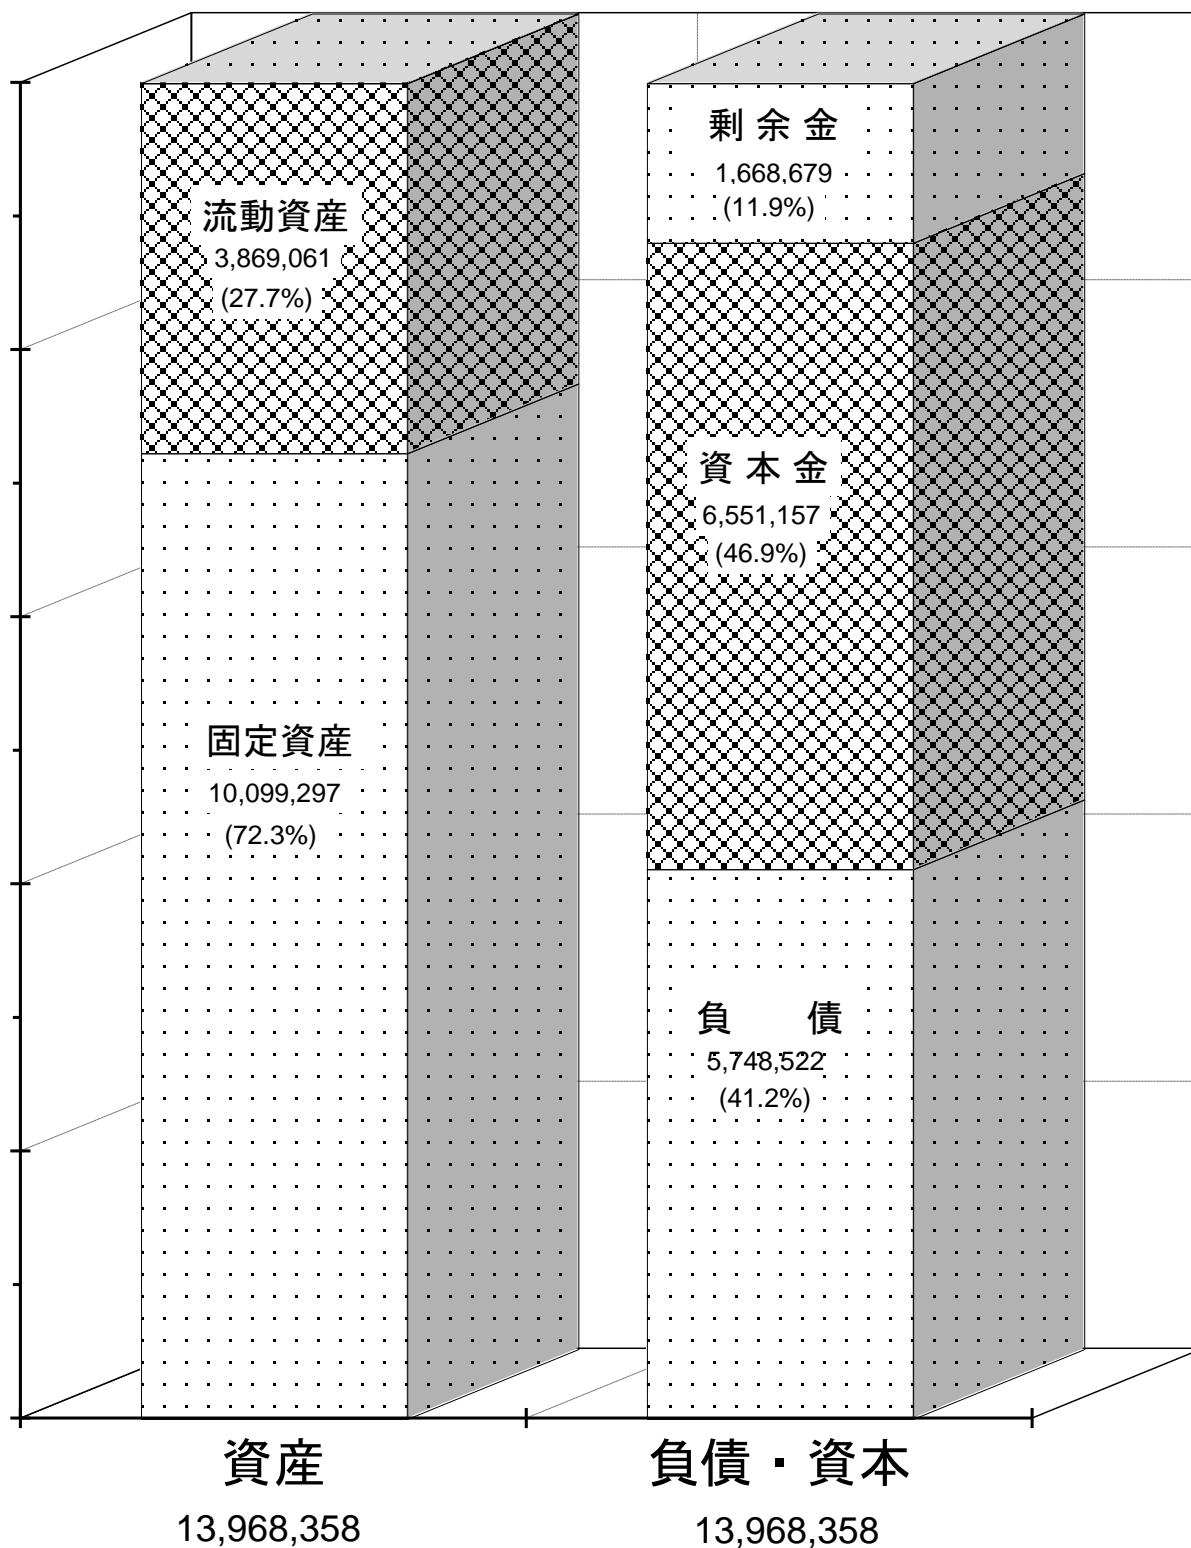 流動資産
3,869,061
(27.7%)
固定資産
10,099,297
(72.3%)
剰余金
1,668,679
(11.9%)
資本金
6,551,157
(46.9%)
負　債
5,748,522
(41.2%)
資産
13,968,358
負債・資本
13,968,358